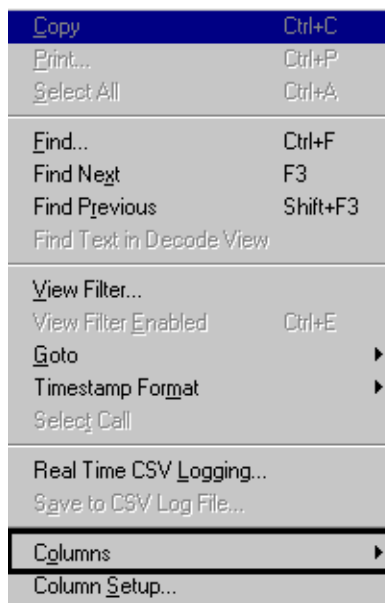 Copy Ctrl+C
Print... Ctrl+P
Select All Ctrl+A
Find... Ctrl+F
Find Next F3
Find Previous Shift+F3
Find Text in Decode View
View Filter...
View Filter Enabled Ctrl+E
Goto
Timestamp Format
Select Call
Real Time CSV Logging...
Save to CSV Log File...
Columns
Column Setup...